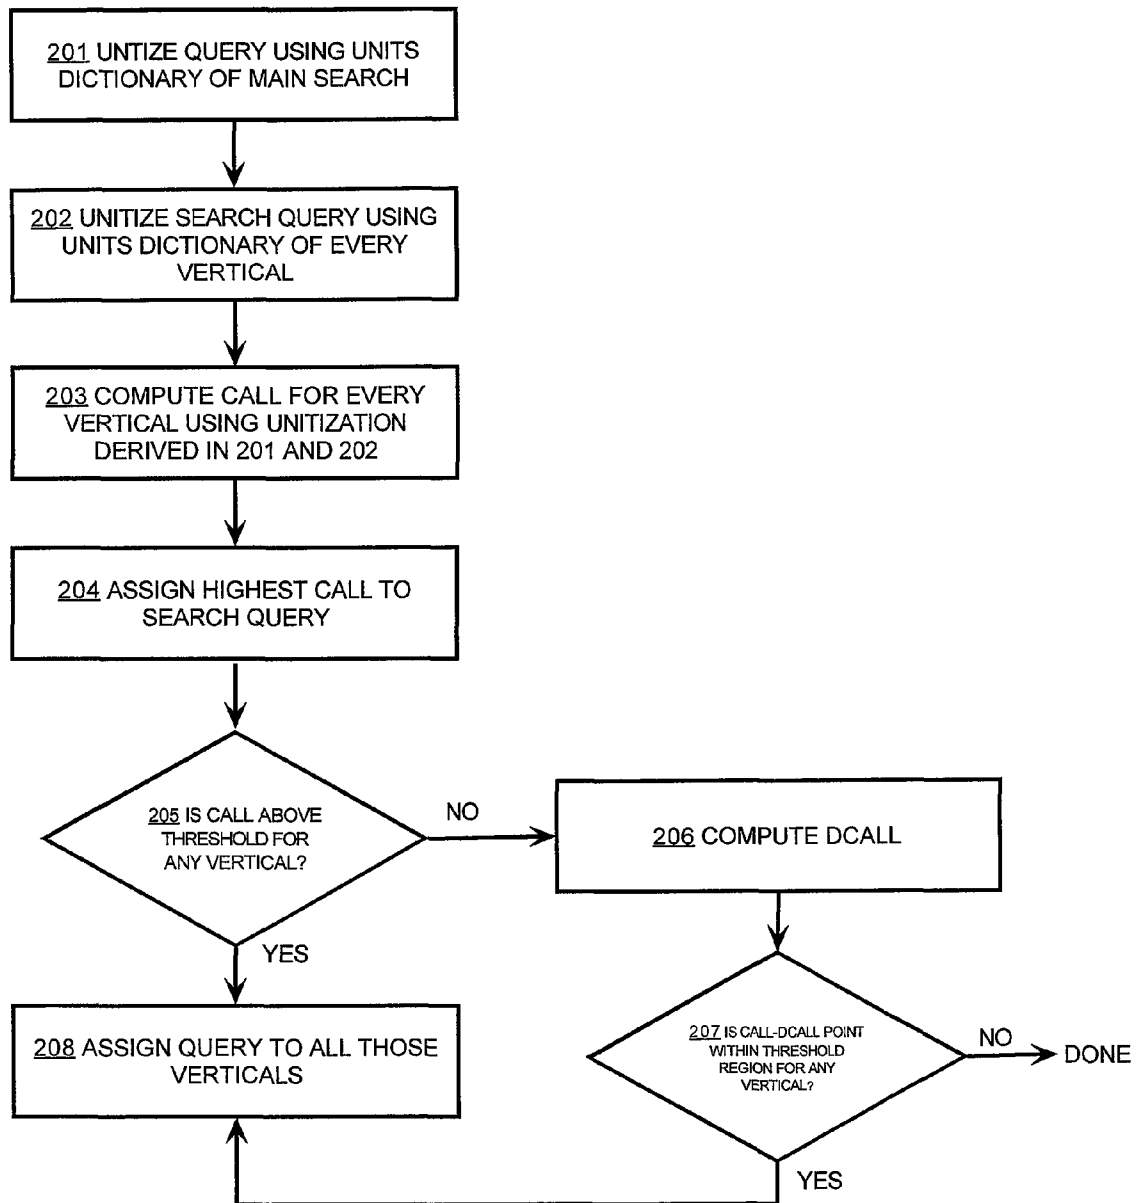 201 UNTIZE QUERY USING UNITS
DICTIONARY OF MAIN SEARCH
202 UNITIZE SEARCH QUERY USING
UNITS DICTIONARY OF EVERY
VERTICAL
203 COMPUTE CALL FOR EVERY
VERTICAL USING UNITIZATION
DERIVED IN 201 AND 202
204 ASSIGN HIGHEST CALL TO
SEARCH QUERY
205 IS CALL ABOVE
THRESHOLD FOR
ANY VERTICAL?
NO
206 COMPUTE DCALL
YES
207 IS CALL-DCALL POINT
WITHIN THRESHOLD
REGION FOR ANY
VERTICAL?
NO
DONE
208 ASSIGN QUERY TO ALL THOSE
VERTICALS
YES